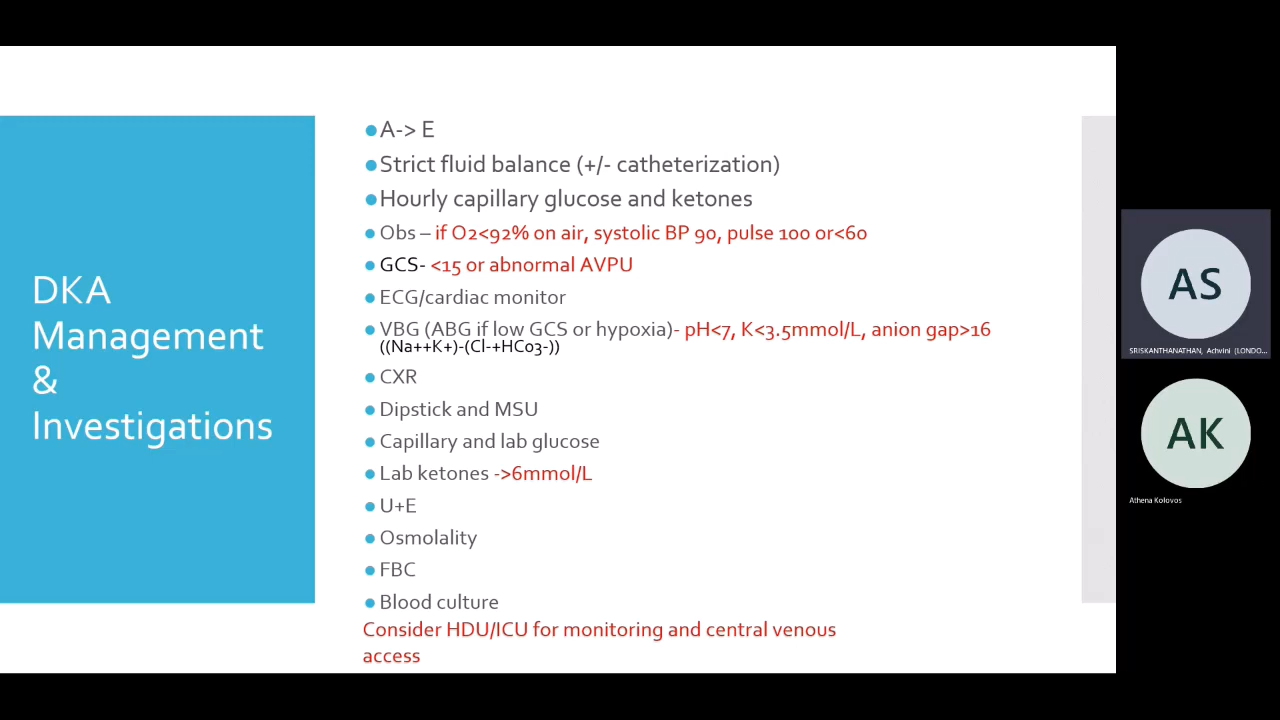 DKA
Management
&
Investigations
A-> E
Strict fluid balance (+/- catheterization)
Hourly capillary glucose and ketones
Obs – if O2<92% on air, systolic BP 90, pulse 100 or<60
GCS- <15 or abnormal AVPU
ECG/cardiac monitor
VBG (ABG if low GCS or hypoxia)- pH<7, K<3.5mmol/L, anion gap>16
((Na++K+)-(Cl-+HCo3-))
CXR
Dipstick and MSU
Capillary and lab glucose
Lab ketones ->6mmol/L
U+E
Osmolality
FBC
Blood culture
Consider HDU/ICU for monitoring and central venous
access
AS
SRISKANTHANATHAN, Achvini (LONDO...
AK
Athena Kolovos